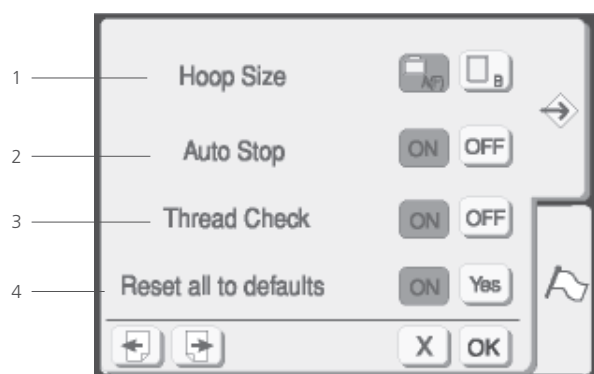 1 Hoop Size A(F) B
2 Auto Stop ON OFF
3 Thread Check ON OFF
4 Reset all to defaults ON Yes
X OK